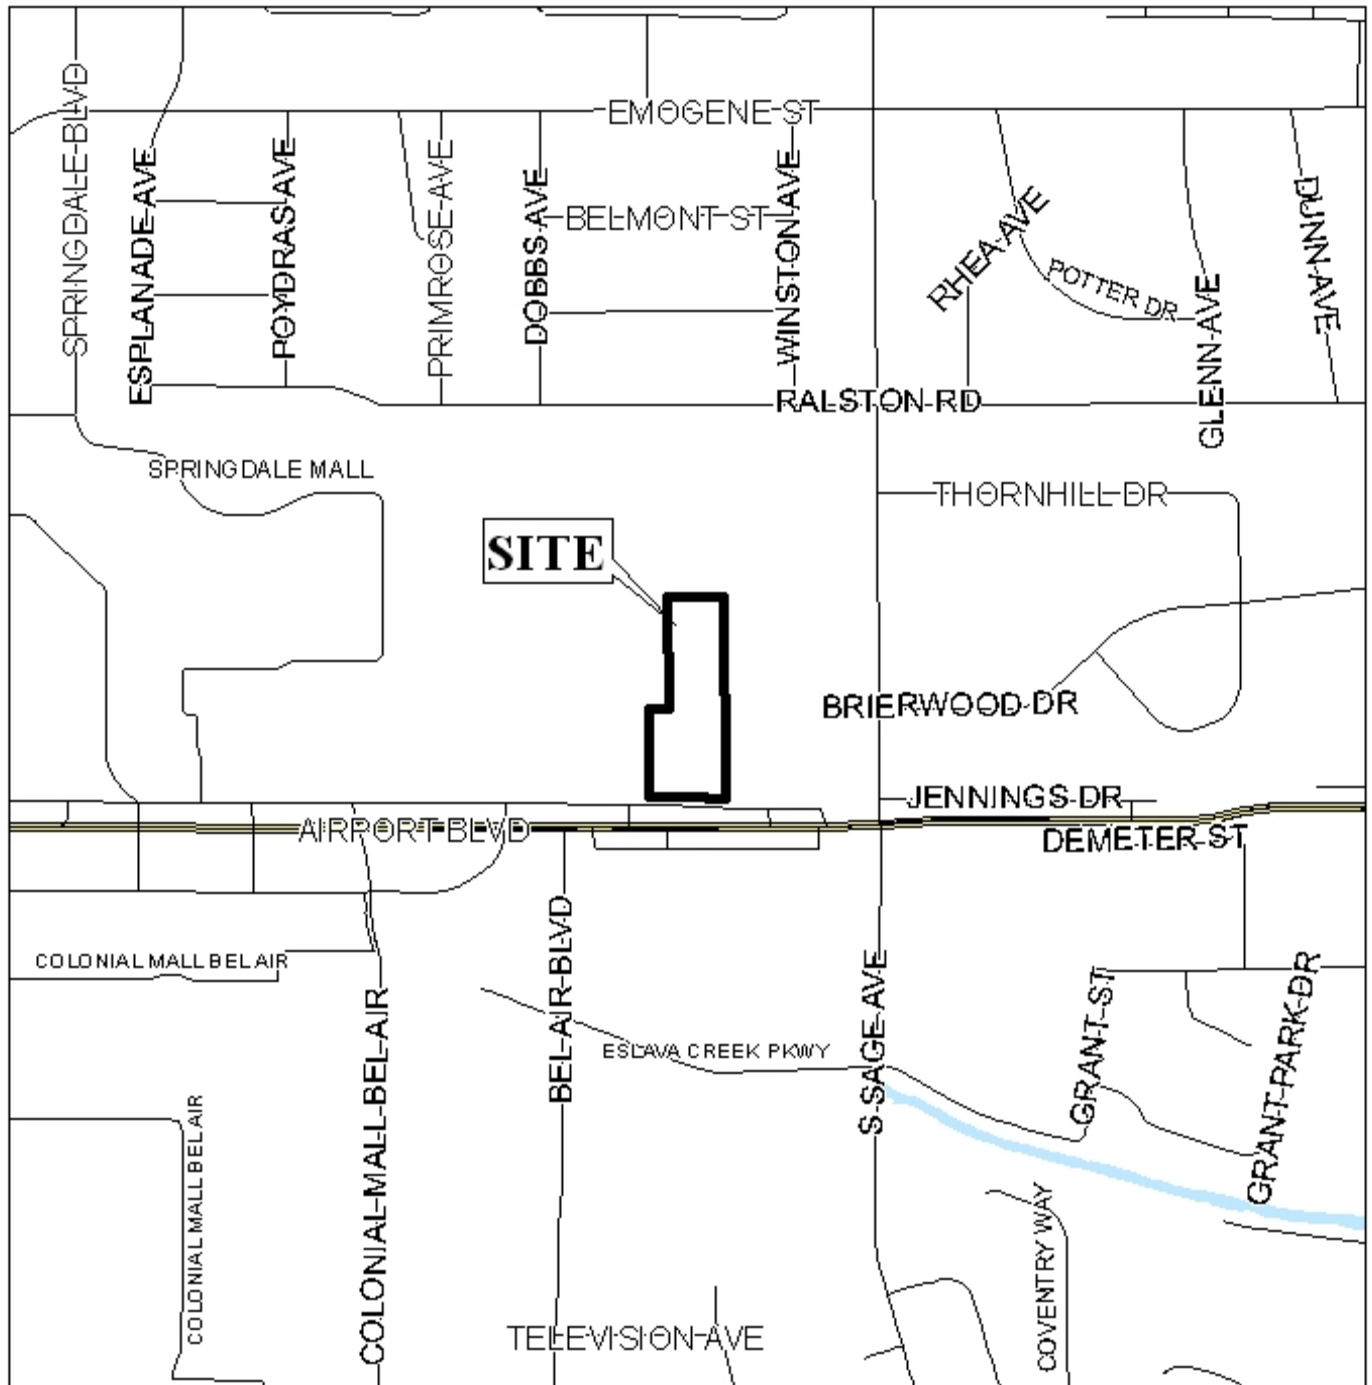 EMOGENE ST
SPRINGDALE BLVD
ESPLANADE AVE
POYDRAS AVE
PRIMROSE AVE
DOBBS AVE
BELMONT ST
WINSTON AVE
RHEA AVE
POTTER DR
GLENN AVE
DUNN AVE
RALSTON RD
SPRINGDALE MALL
THORNHILL DR
SITE
BRIERWOOD DR
JENNINGS DR
AIRPORT BLVD
DEMETER ST
COLONIAL MALL BEL AIR
COLONIAL MALL BEL AIR
COLONIAL MALL BEL AIR
BEL AIR BLVD
ESLAVA CREEK PKWY
S SAGE AVE
GRANT ST
GRANT PARK DR
COVENTRY WAY
TELEVISION AVE